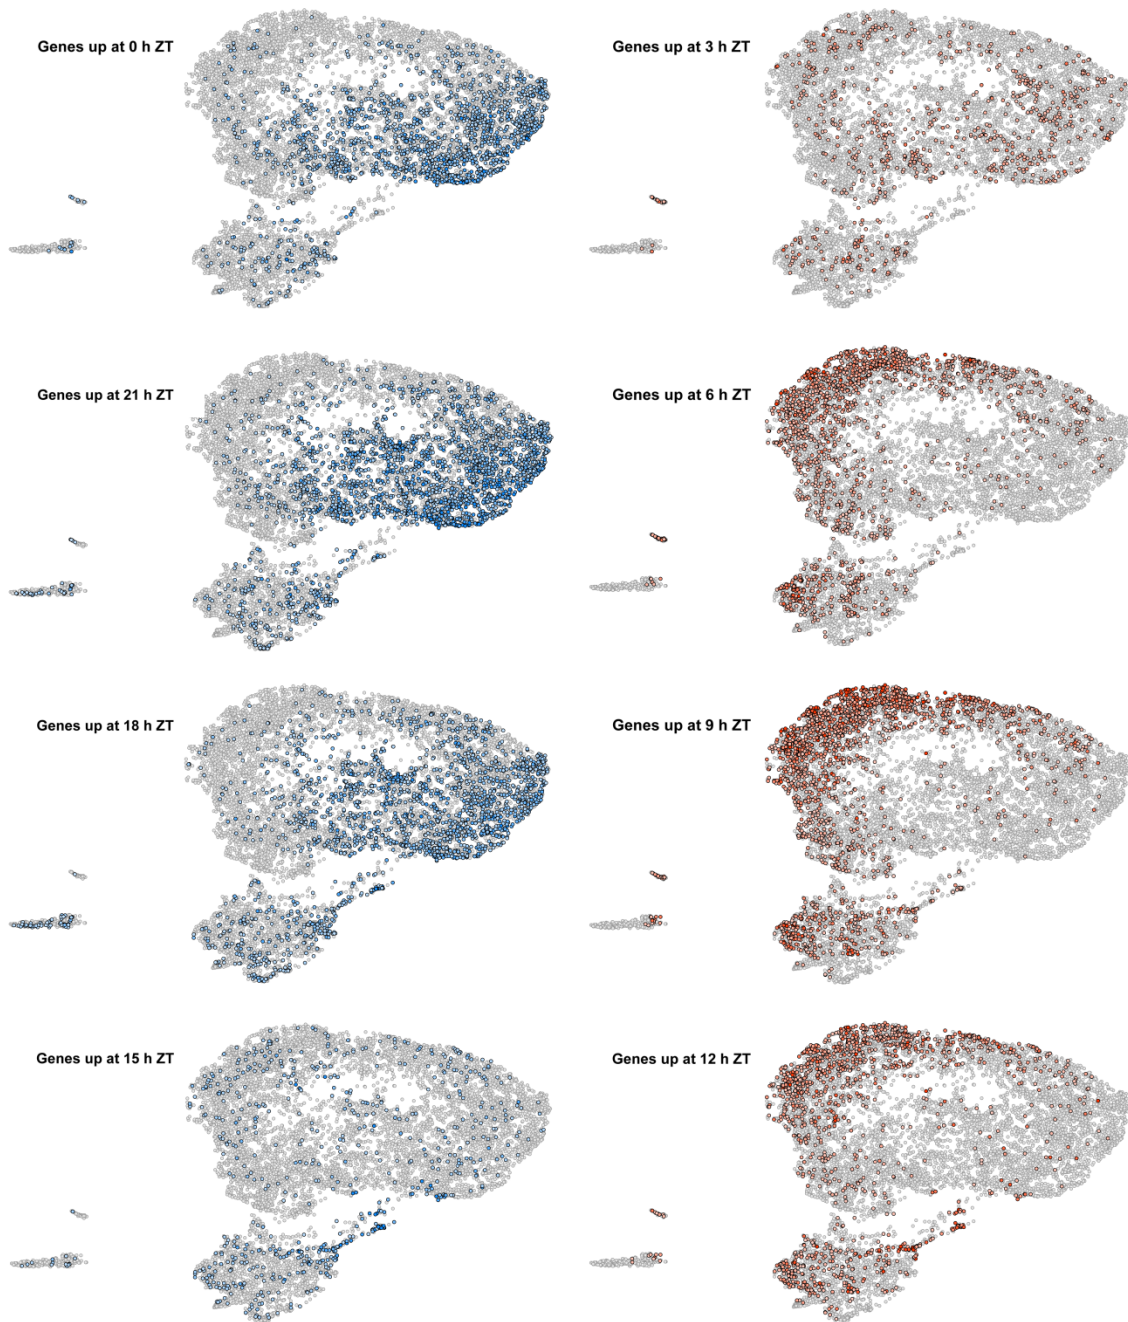 Genes up at 0 h ZT
Genes up at 3 h ZT
Genes up at 21 h ZT
Genes up at 6 h ZT
Genes up at 18 h ZT
Genes up at 9 h ZT
Genes up at 15 h ZT
Genes up at 12 h ZT